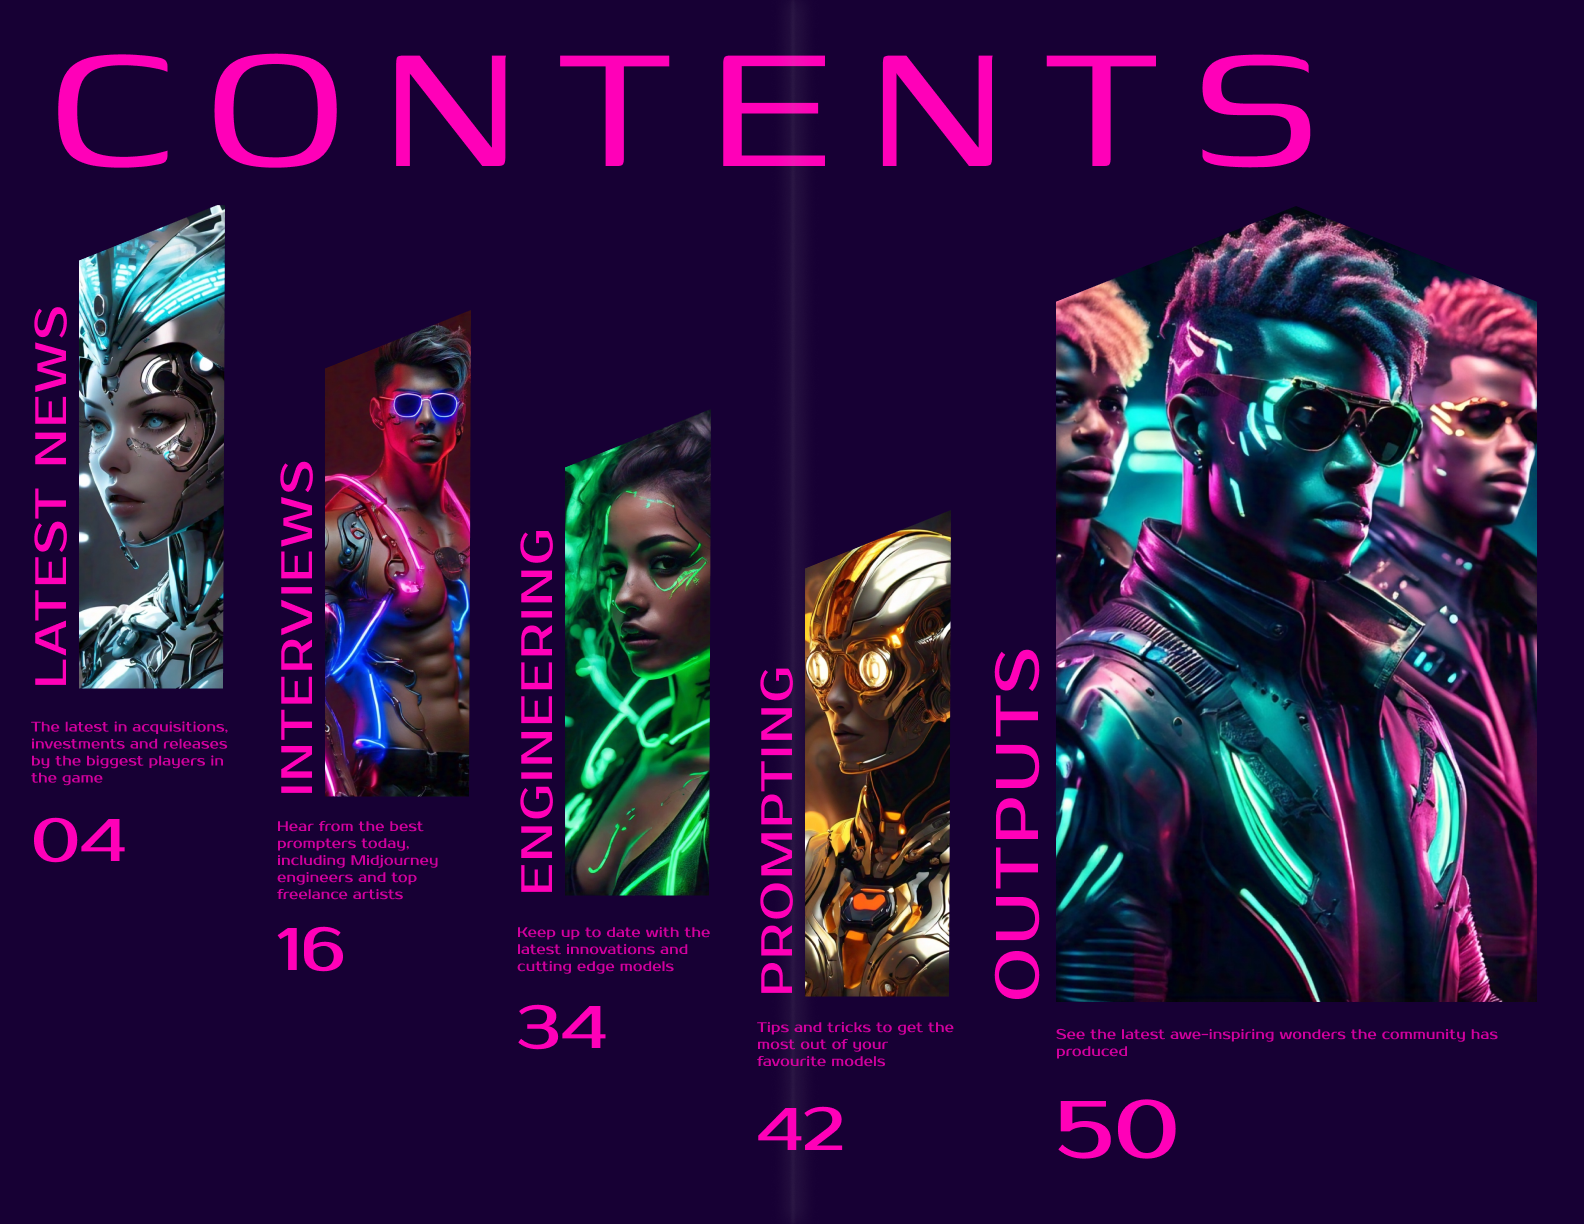 CONTENTS
LATEST NEWS
The latest in acquisitions,
investments and releases
by the biggest players in
the game
04
INTERVIEWS
Hear from the best
prompters today,
including Midjourney
engineers and top
freelance artists
16
ENGINEERING
Keep up to date with the
latest innovations and
cutting edge models
34
PROMPTING
Tips and tricks to get the
most out of your
favourite models
42
OUTPUTS
See the latest awe-inspiring wonders the community has
produced
50